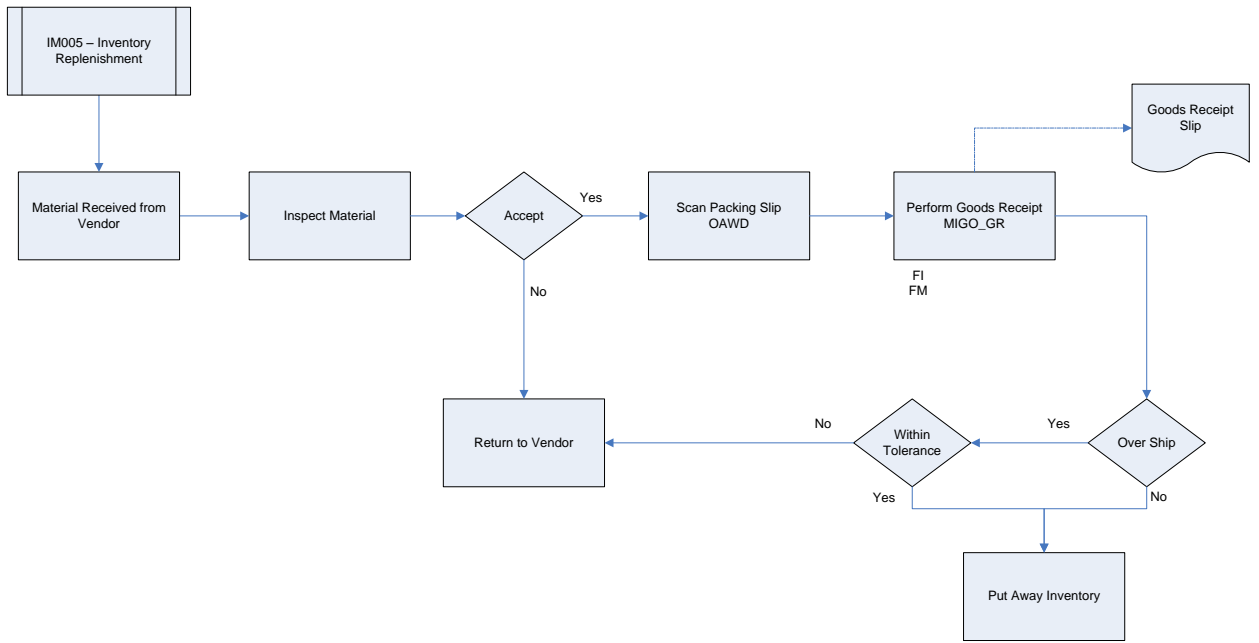 IM005 – Inventory
Replenishment
Goods Receipt
Slip
Material Received from
Vendor
Inspect Material
Accept
Yes
Scan Packing Slip
OAWD
Perform Goods Receipt
MIGO_GR
FI
FM
No
Return to Vendor
No
Within
Tolerance
Yes
Over Ship
Yes
No
Put Away Inventory